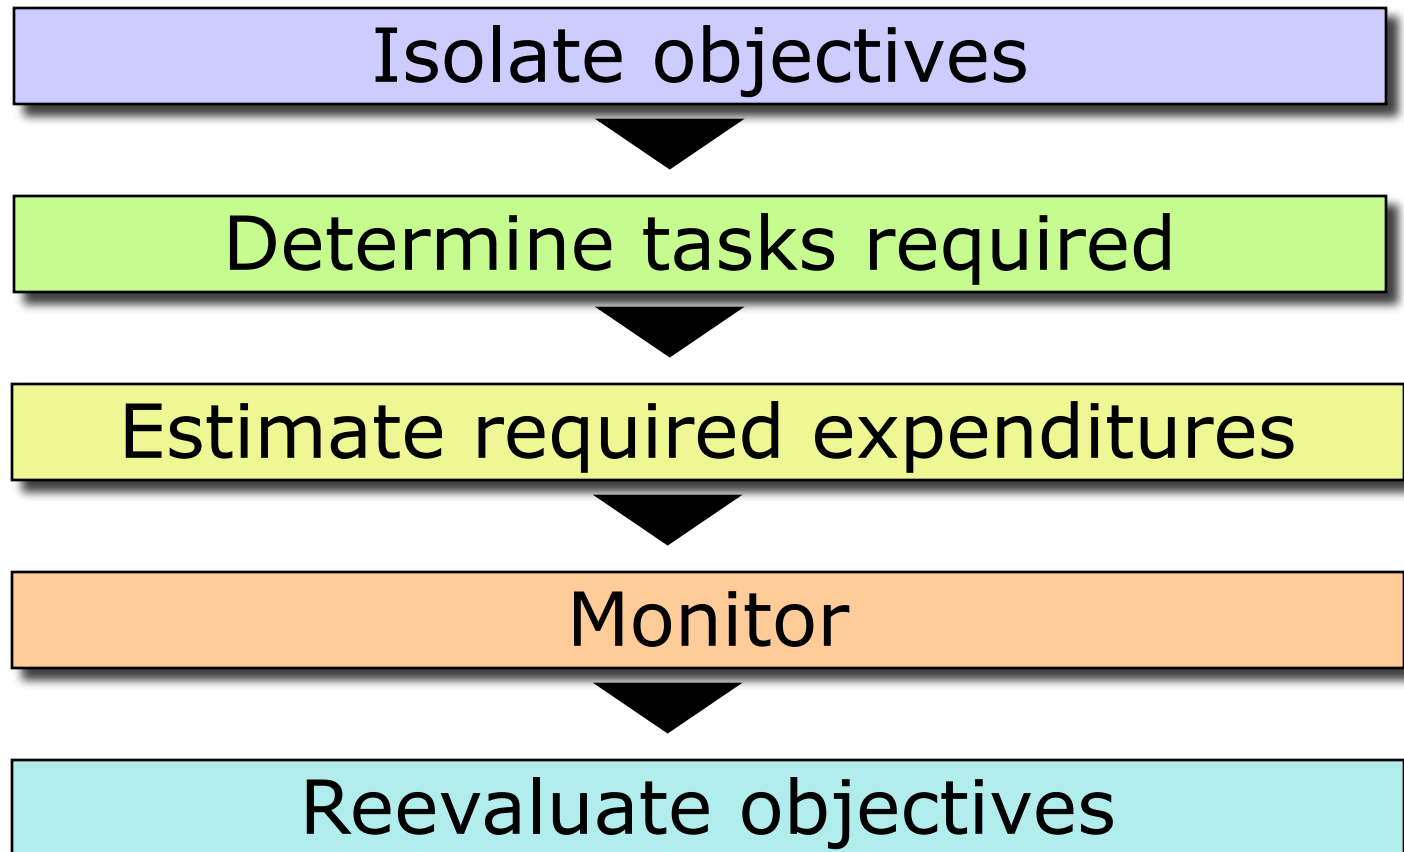 Isolate objectives
Determine tasks required
Estimate required expenditures
Monitor
Reevaluate objectives